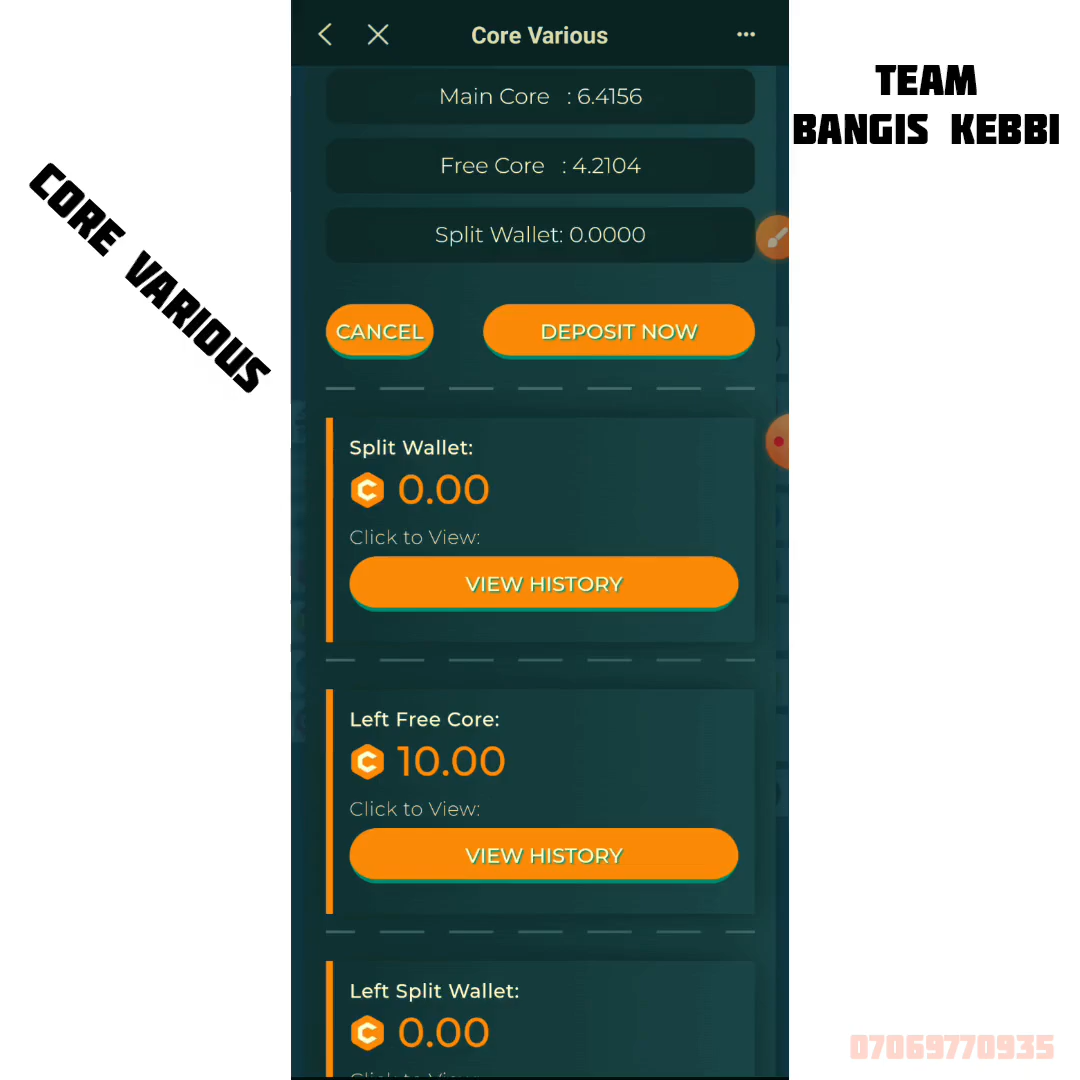 Core Various
Main Core : 6.4156
Free Core : 4.2104
Split Wallet: 0.0000
CANCEL
DEPOSIT NOW
Split Wallet:
0.00
Click to View:
VIEW HISTORY
Left Free Core:
10.00
Click to View:
VIEW HISTORY
Left Split Wallet:
0.00
CORE VARIOUS
TEAM
BANGIS KEBBI
07069770935